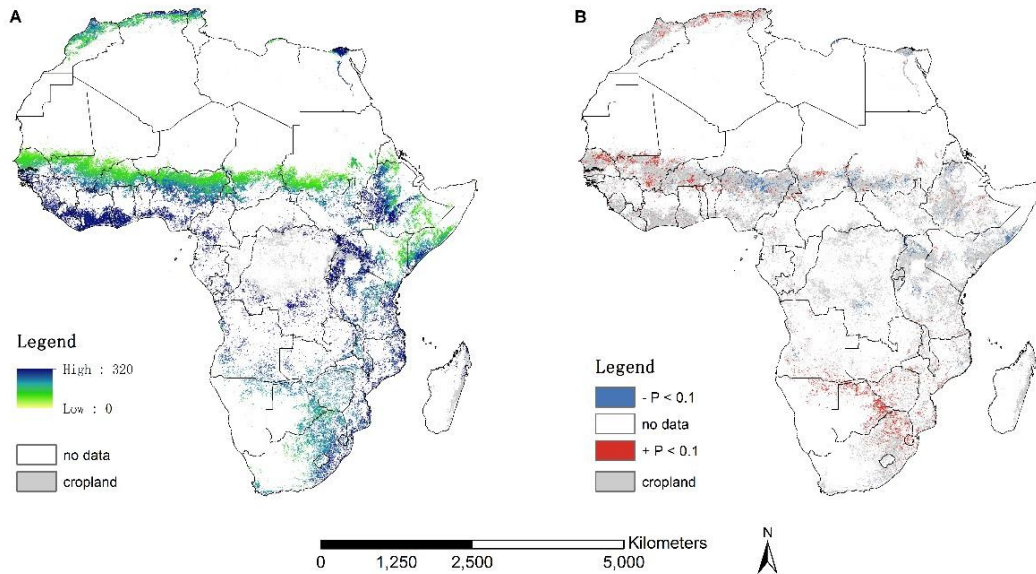 A
B
Legend
High : 320
Low : 0
no data
cropland
Legend
- P < 0.1
no data
+ P < 0.1
cropland
Kilometers
0 1,250 2,500 5,000
N